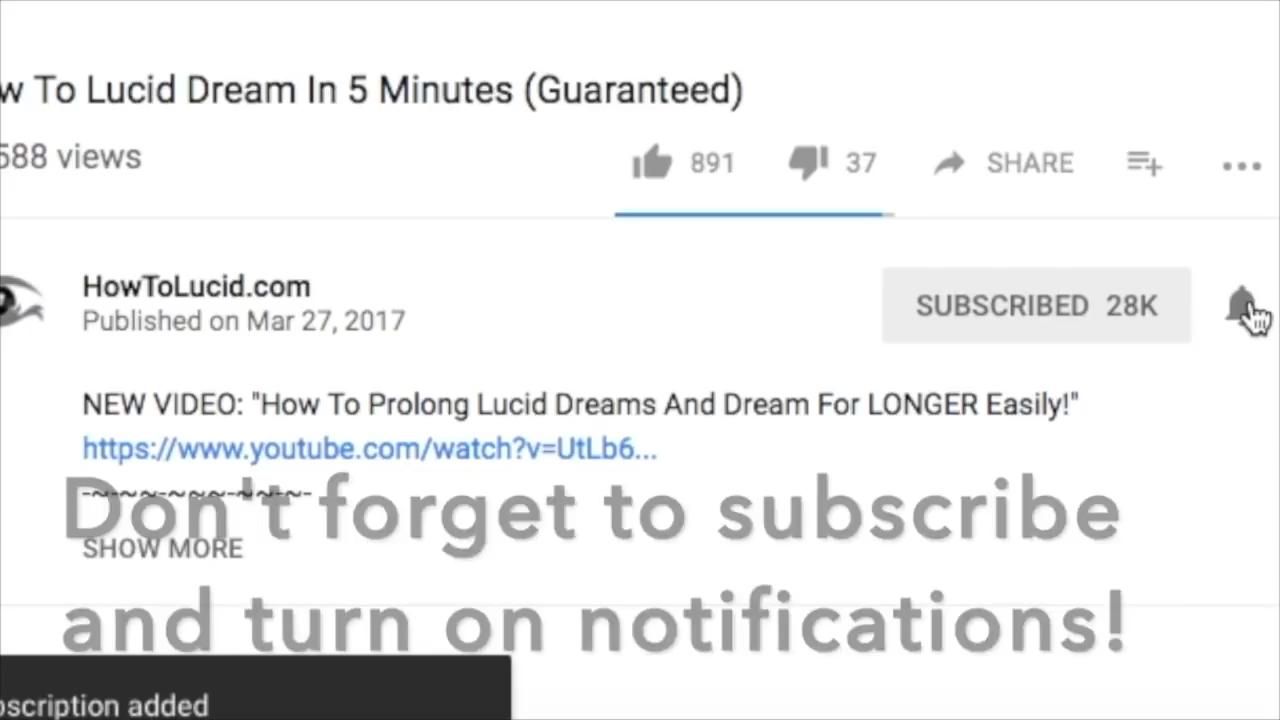 w To Lucid Dream In 5 Minutes (Guaranteed)
588 views
891
37
SHARE
HowToLucid.com
Published on Mar 27, 2017
SUBSCRIBED 28K
NEW VIDEO: "How To Prolong Lucid Dreams And Dream For LONGER Easily!"
https://www.youtube.com/watch?v=UtLb6...
-~-~~-~~~-~~-~-
Don't forget to subscribe
SHOW MORE
and turn on notifications!
bscription added